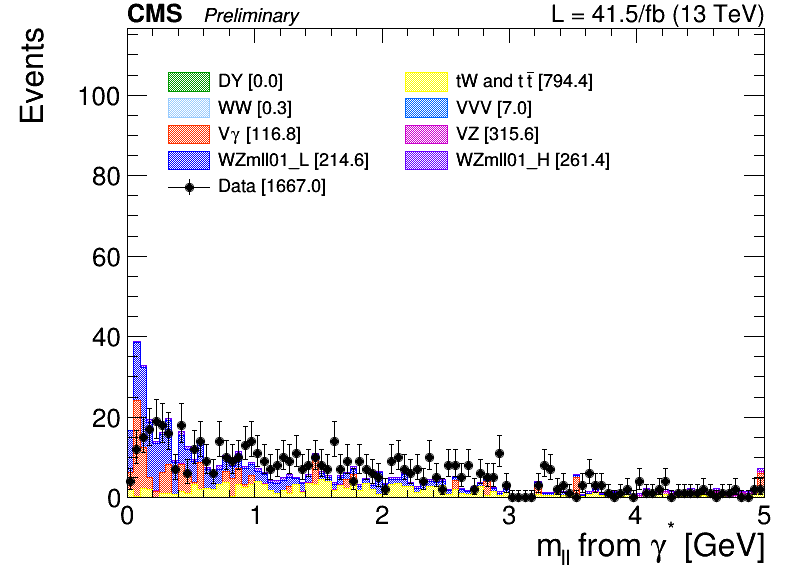 CMS Preliminary L = 41.5/fb (13 TeV)
Events
DY [0.0] tW and tt̄ [794.4]
WW [0.3] VVV [7.0]
Vγ [116.8] VZ [315.6]
WZmll01_L [214.6] WZmll01_H [261.4]
Data [1667.0]
100
80
60
40
20
0
0 1 2 3 4 5
m_ll from γ* [GeV]